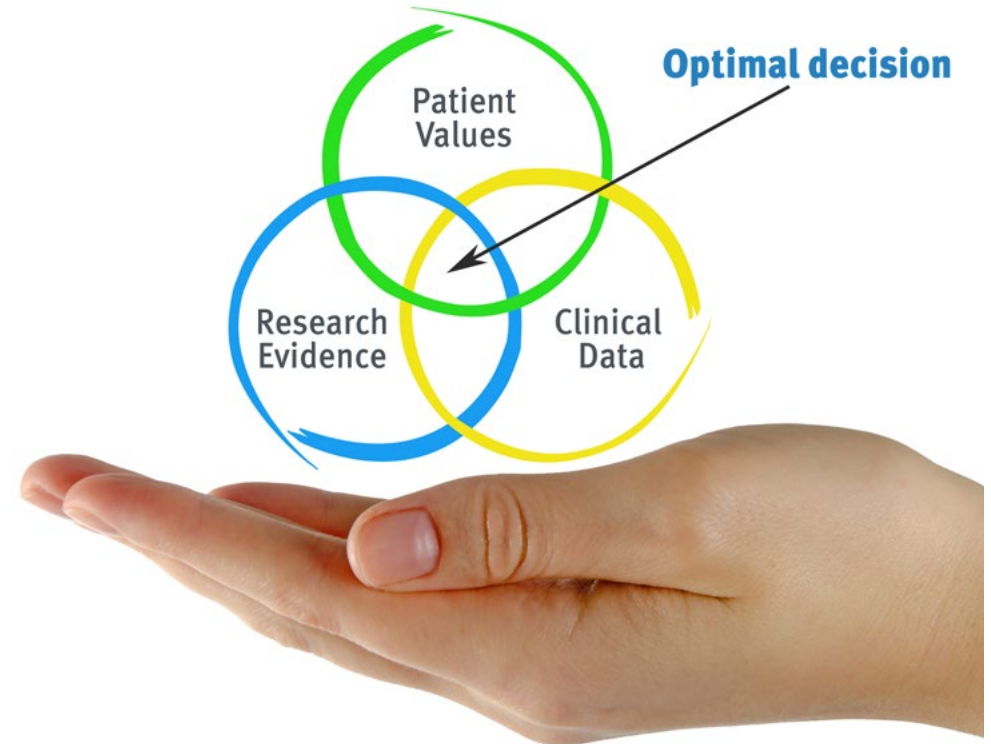 Optimal decision
Patient
Values
Research
Evidence
Clinical
Data